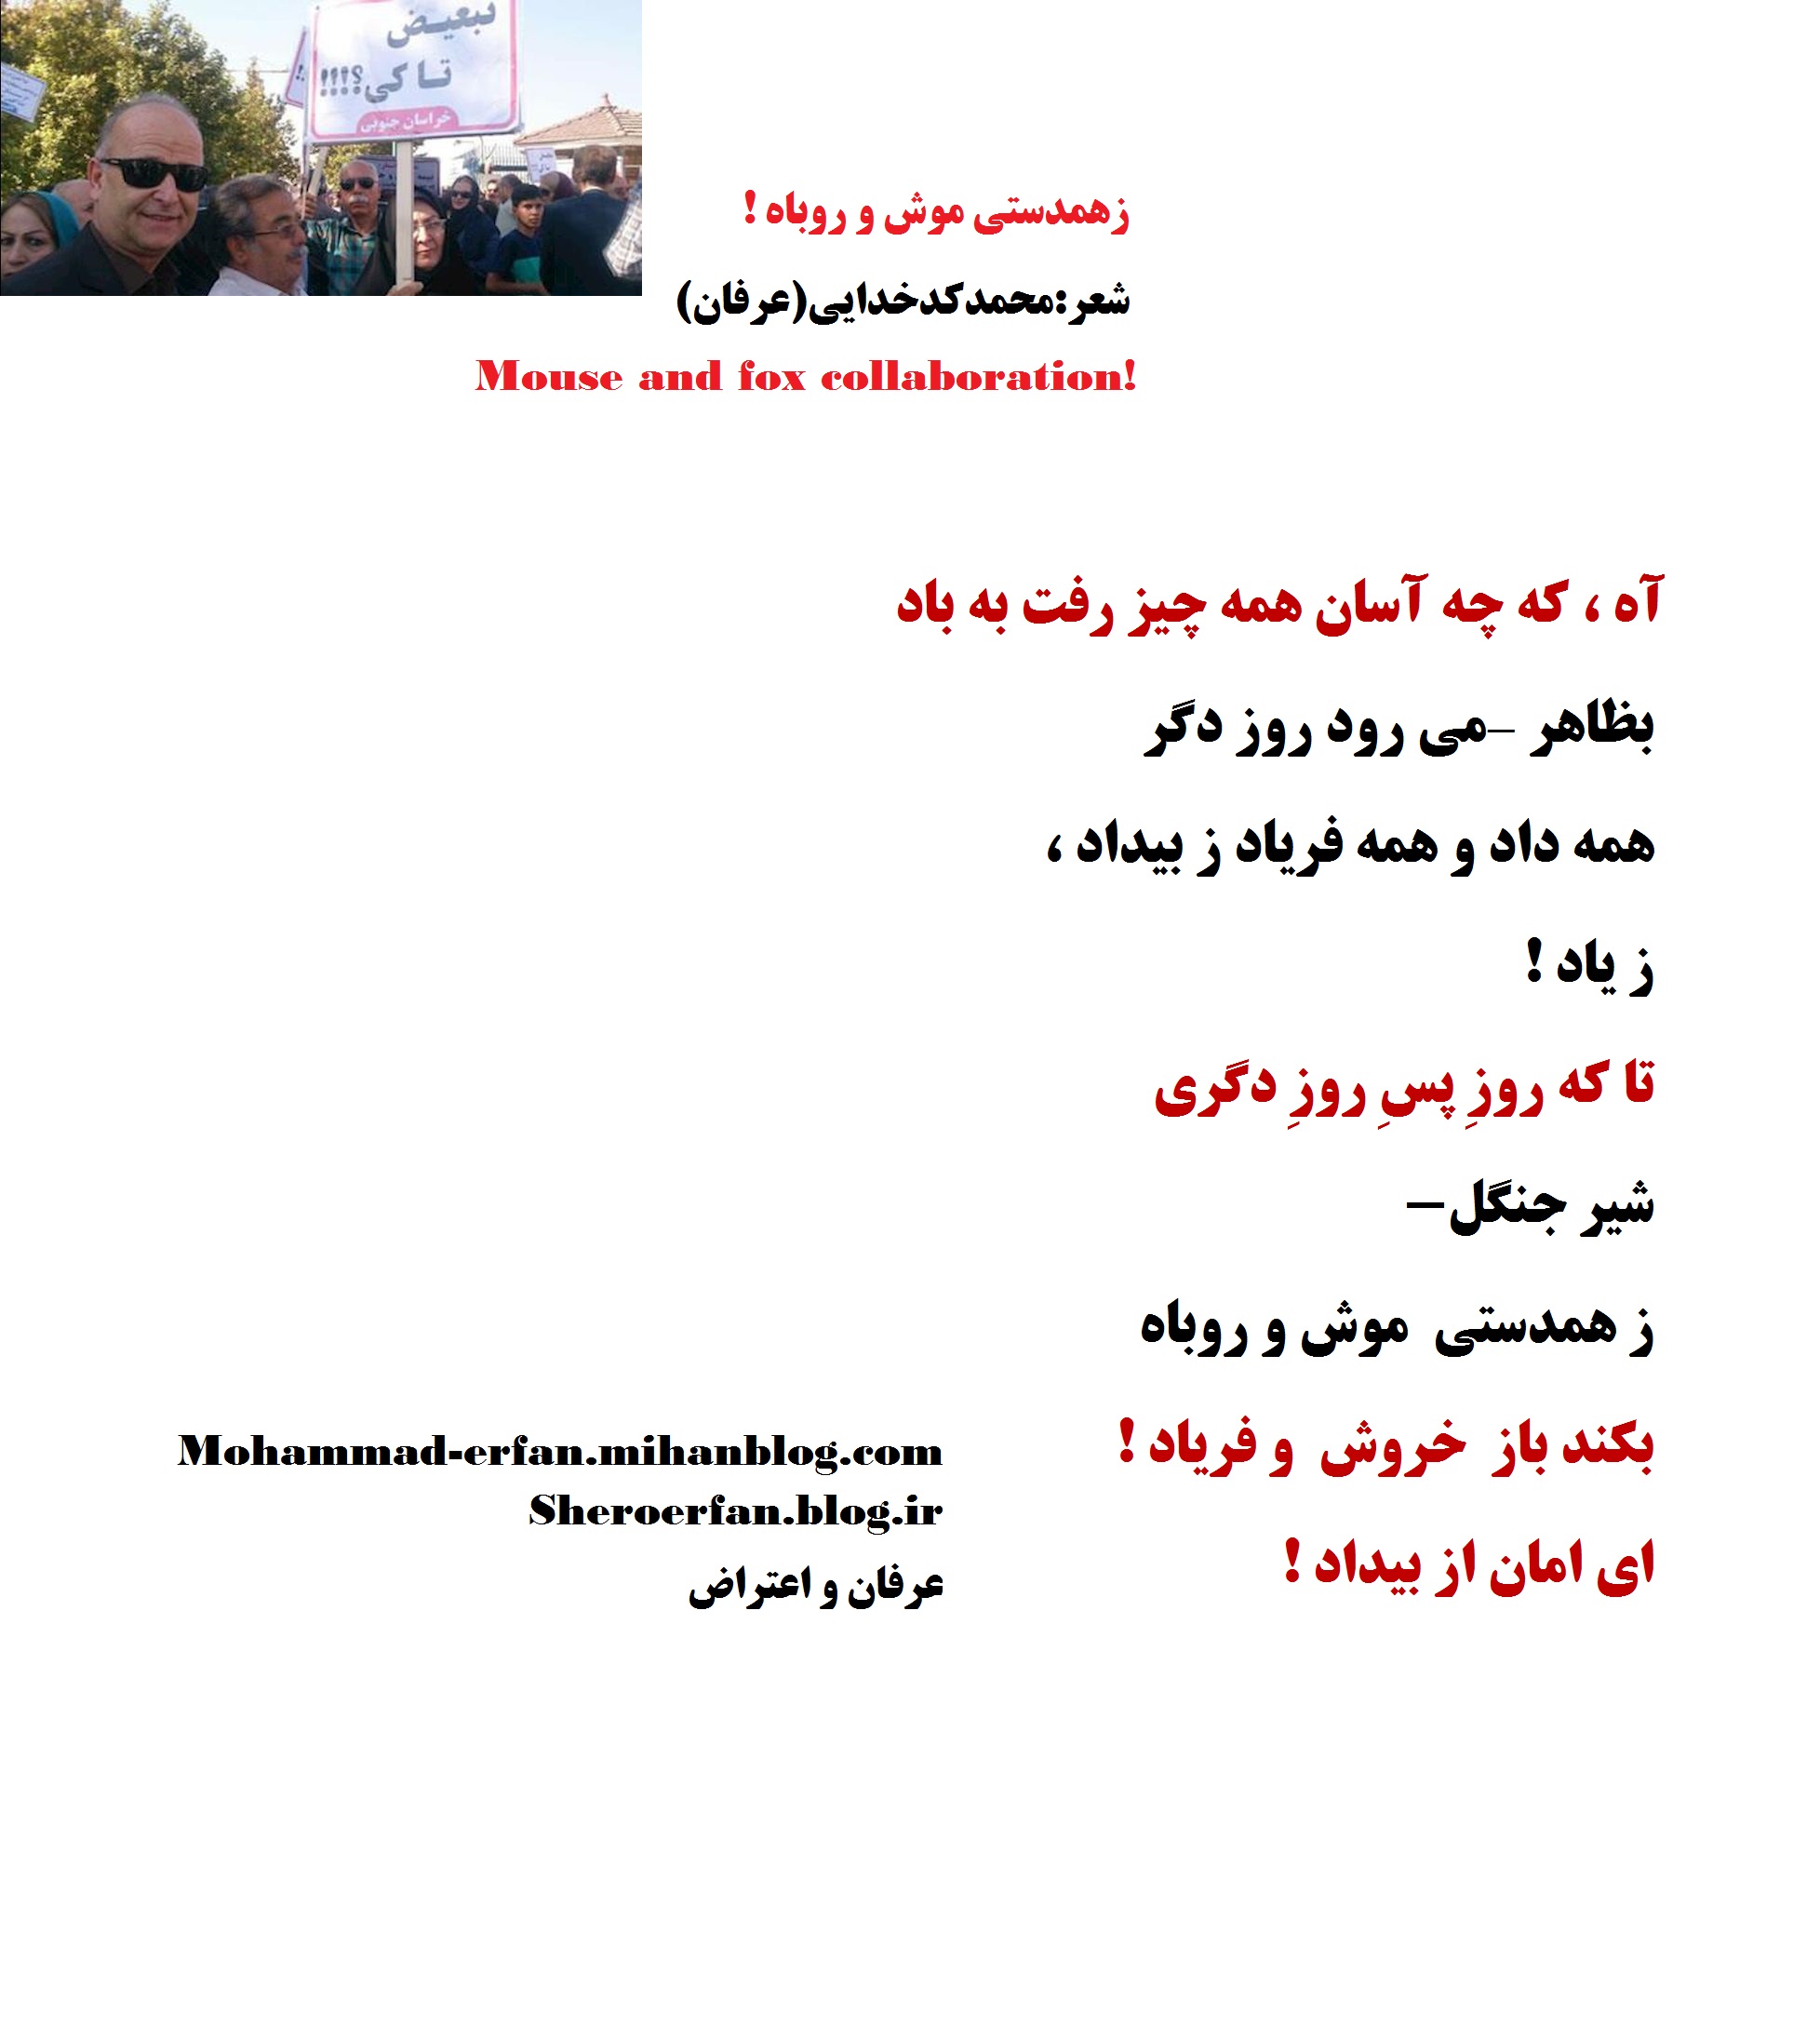 تبعیض
تا کی؟!!!!
خراسان جنوبی
زهمدستی موش و روباه !
شعر:محمدکدخدایی(عرفان)
Mouse and fox collaboration!
آه ، که چه آسان همه چیز رفت به باد
بظاهر –می رود روز دگر
همه داد و همه فریاد ز بیداد ،
ز یاد !
تا که روزِ پسِ روزِ دگری
شیر جنگل—
ز همدستی موش و روباه
بکند باز خروش و فریاد !
ای امان از بیداد !
Mohammad-erfan.mihanblog.com
Sheroerfan.blog.ir
عرفان و اعتراض